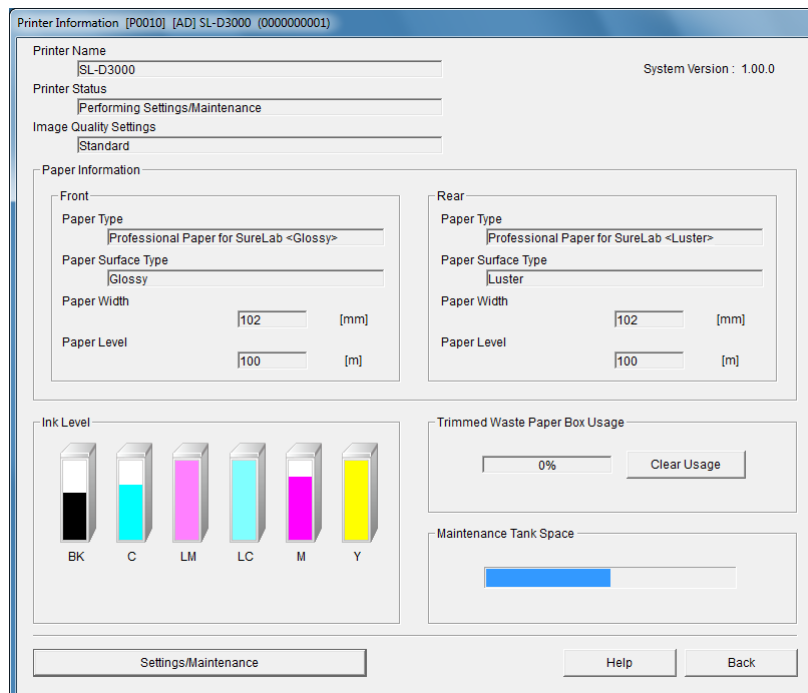 Printer Information [P0010] [AD] SL-D3000 (0000000001)
Printer Name
SL-D3000
System Version : 1.00.0
Printer Status
Performing Settings/Maintenance
Image Quality Settings
Standard
Paper Information
Front
Paper Type
Professional Paper for SureLab <Glossy>
Paper Surface Type
Glossy
Paper Width
102 [mm]
Paper Level
100 [m]
Rear
Paper Type
Professional Paper for SureLab <Luster>
Paper Surface Type
Luster
Paper Width
102 [mm]
Paper Level
100 [m]
Ink Level
BK C LM LC M Y
Trimmed Waste Paper Box Usage
0% Clear Usage
Maintenance Tank Space
Settings/Maintenance Help Back